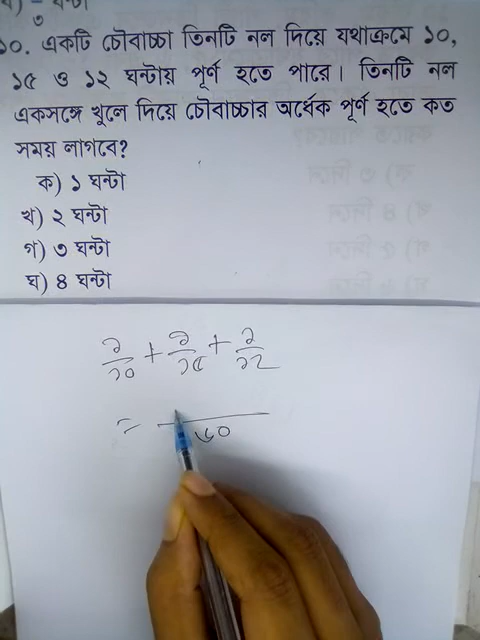 ১০. একটি চৌবাচ্চা তিনটি নল দিয়ে যথাক্রমে ১০,
১৫ ও ১২ ঘন্টায় পূর্ণ হতে পারে। তিনটি নল
একসঙ্গে খুলে দিয়ে চৌবাচ্চার অর্ধেক পূর্ণ হতে কত
সময় লাগবে?
ক) ১ ঘন্টা
খ) ২ ঘন্টা
গ) ৩ ঘন্টা
ঘ) ৪ ঘন্টা
১/১০ + ১/১৫ + ১/১২
= /৬০